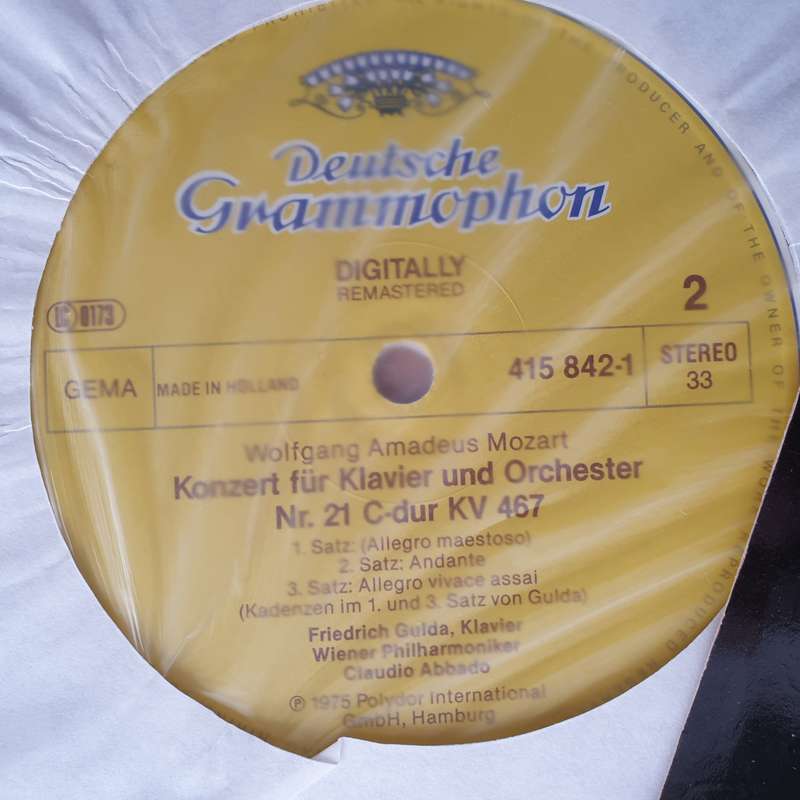 Deutsche
Grammophon
DIGITALLY
REMASTERED
2
LC 0173
GEMA
MADE IN HOLLAND
415 842-1
STEREO
33
Wolfgang Amadeus Mozart
Konzert für Klavier und Orchester
Nr. 21 C-dur KV 467
1. Satz: (Allegro maestoso)
2. Satz: Andante
3. Satz: Allegro vivace assai
(Kadenzen im 1. und 3. Satz von Gulda)
Friedrich Gulda, Klavier
Wiener Philharmoniker
Claudio Abbado
℗ 1975 Polydor International
GmbH, Hamburg
PRODUCER AND OF THE OWNER OF THE WORK REPRODUCED